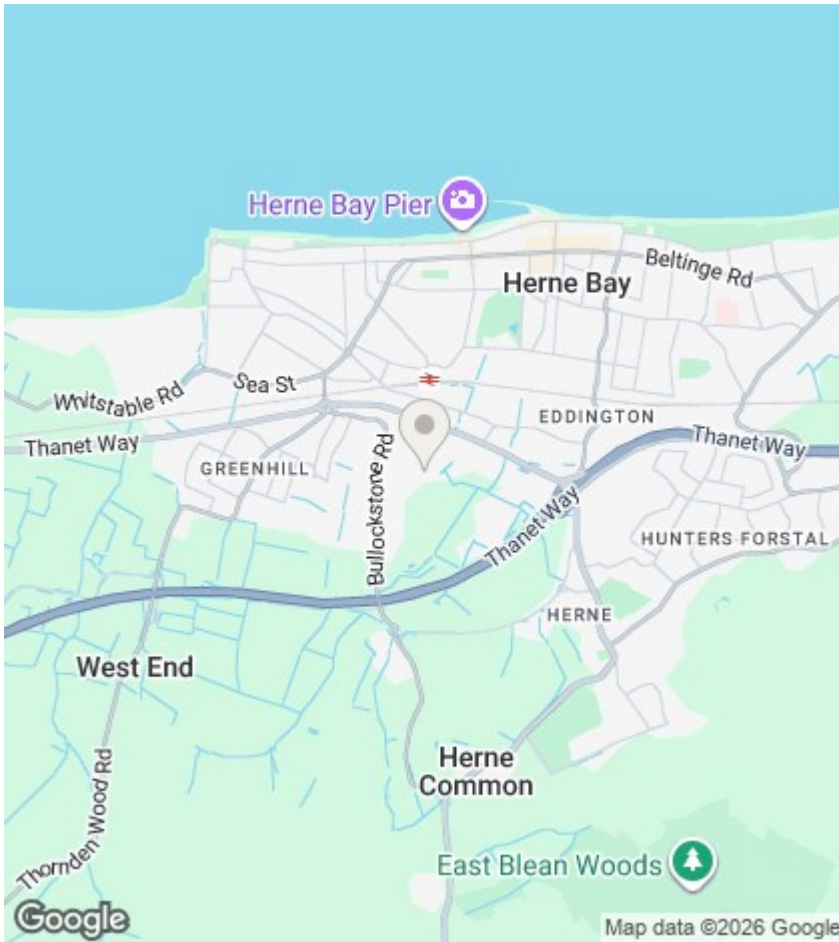 Herne Bay Pier
Herne Bay
Beltinge Rd
Whitstable Rd
Sea St
EDDINGTON
Thanet Way
Thanet Way
GREENHILL
Bullockstone Rd
Thanet Way
HUNTERS FORSTAL
HERNE
West End
Herne
Common
Thornden Wood Rd
East Blean Woods
Google
Map data ©2026 Google